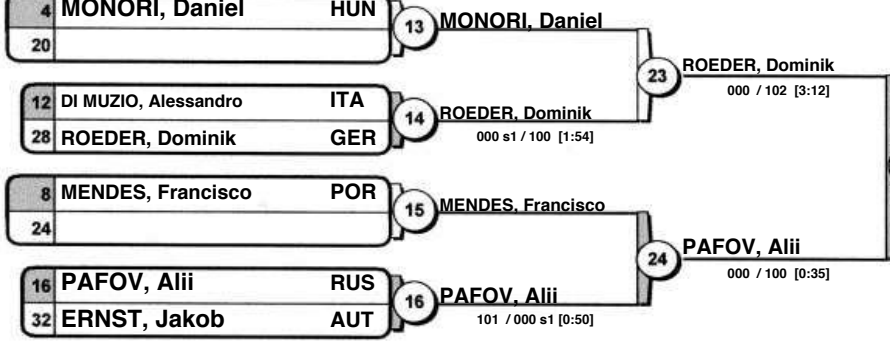 4 MONORI, Daniel HUN
20
13
MONORI, Daniel
12 DI MUZIO, Alessandro ITA
28 ROEDER, Dominik GER
14
ROEDER, Dominik
000 s1 / 100 [1:54]
23
ROEDER, Dominik
000 / 102 [3:12]
8 MENDES, Francisco POR
24
15
MENDES, Francisco
16 PAFOV, Alii RUS
32 ERNST, Jakob AUT
16
PAFOV, Alii
101 / 000 s1 [0:50]
24
PAFOV, Alii
000 / 100 [0:35]